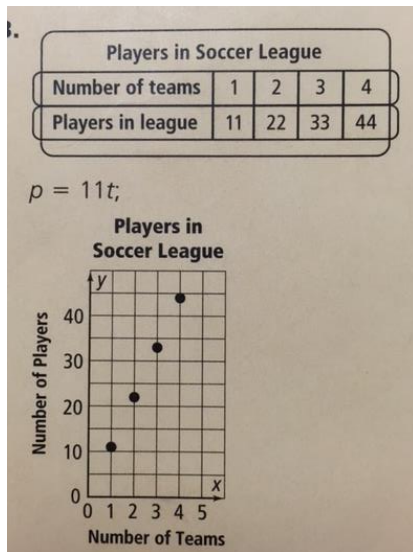 3.
Players in Soccer League
Number of teams 1 2 3 4
Players in league 11 22 33 44
p = 11t;
Players in
Soccer League
y
40
30
20
10
0
Number of Players
x
0 1 2 3 4 5
Number of Teams